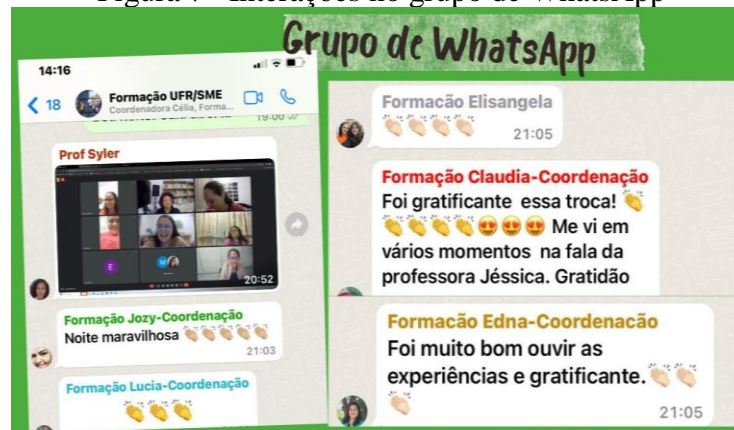 Grupo de WhatsApp
14:16
18
Formação UFR/SME
Coordenadora Célia, Forma...
19:00
Prof Syler
E
M
20:52
Formação Jozy-Coordenação
Noite maravilhosa 👏🏻👏🏻👏🏻👏🏻👏🏻👏🏻
21:03
Formação Lucia-Coordenação
👏👏👏
Formacão Elisangela
👏🏻👏🏻👏🏻👏🏻
21:05
Formação Claudia-Coordenação
Foi gratificante essa troca! 👏
👏👏👏👏😍😍😍 Me vi em
vários momentos na fala da
professora Jéssica. Gratidão
Formacão Edna-Coordenacão
Foi muito bom ouvir as
experiências e gratificante.👏🏻👏🏻
👏🏻
21:05